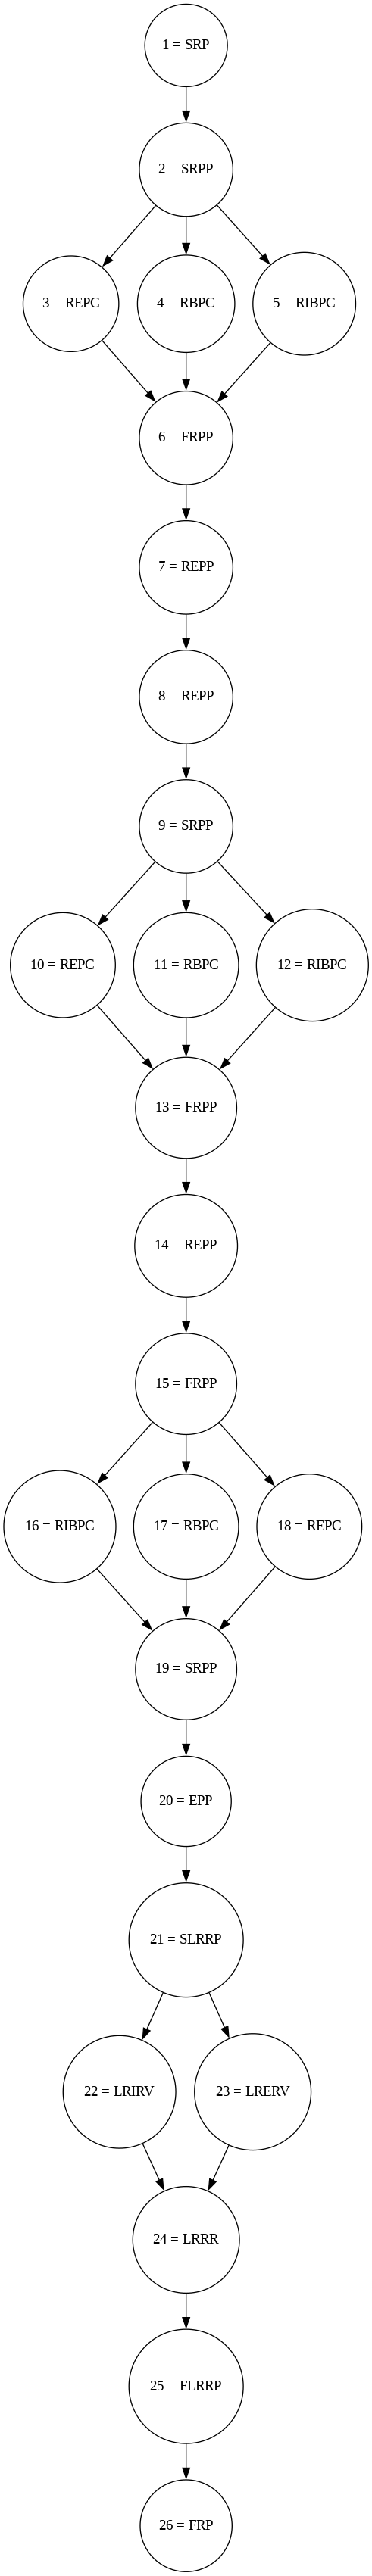 1 = SRP
2 = SRPP
3 = REPC
4 = RBPC
5 = RIBPC
6 = FRPP
7 = REPP
8 = REPP
9 = SRPP
10 = REPC
11 = RBPC
12 = RIBPC
13 = FRPP
14 = REPP
15 = FRPP
16 = RIBPC
17 = RBPC
18 = REPC
19 = SRPP
20 = EPP
21 = SLRRP
22 = LRIRV
23 = LRERV
24 = LRRR
25 = FLRRP
26 = FRP